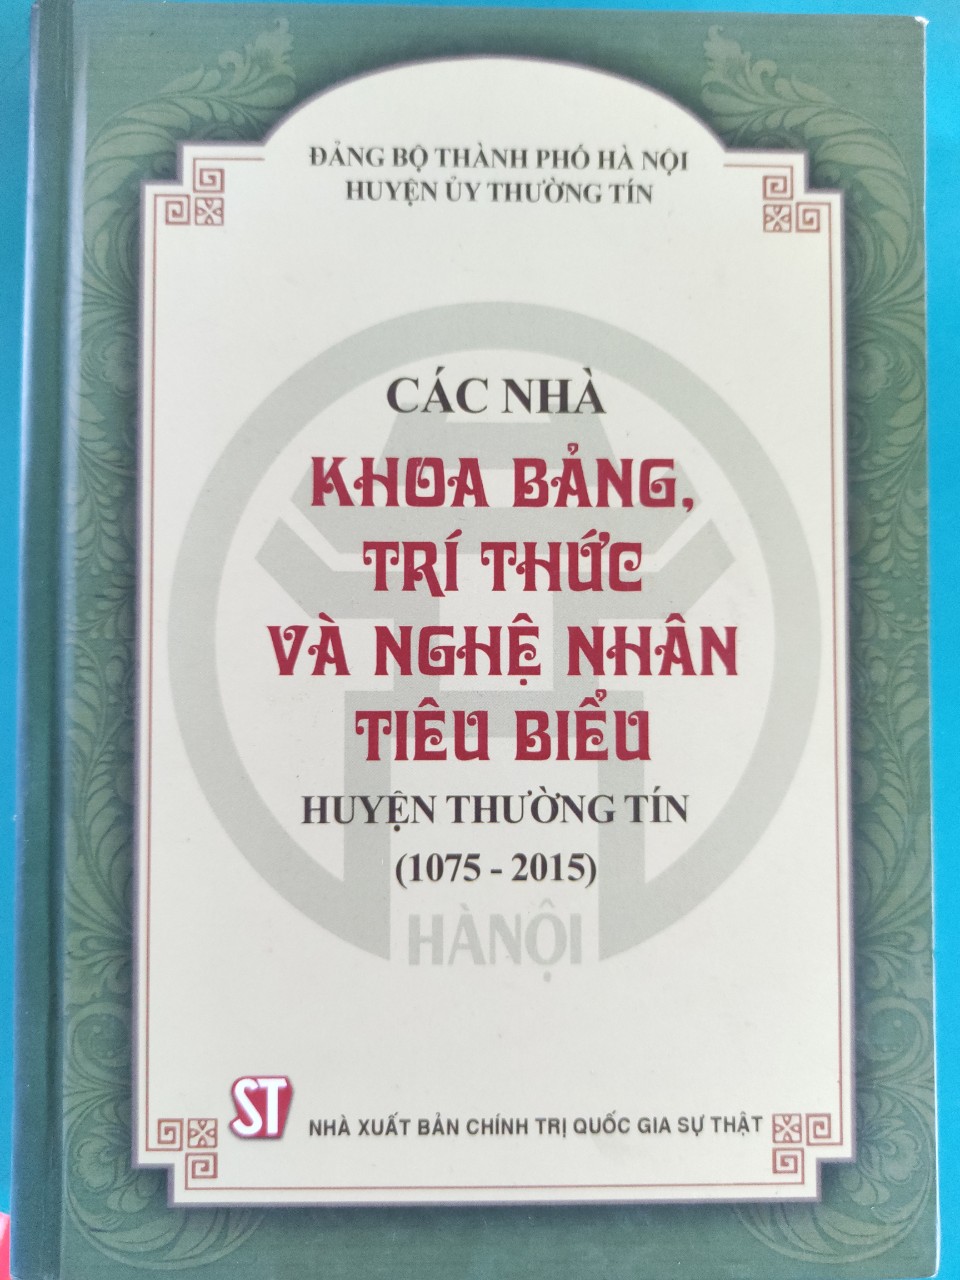 ĐẢNG BỘ THÀNH PHỐ HÀ NỘI
HUYỆN ỦY THƯỜNG TÍN
CÁC NHÀ
KHOA BẢNG,
TRÍ THỨC
VÀ NGHỆ NHÂN
TIÊU BIỂU
HUYỆN THƯỜNG TÍN
(1075 - 2015)
HÀNỘI
ST
NHÀ XUẤT BẢN CHÍNH TRỊ QUỐC GIA SỰ THẬT